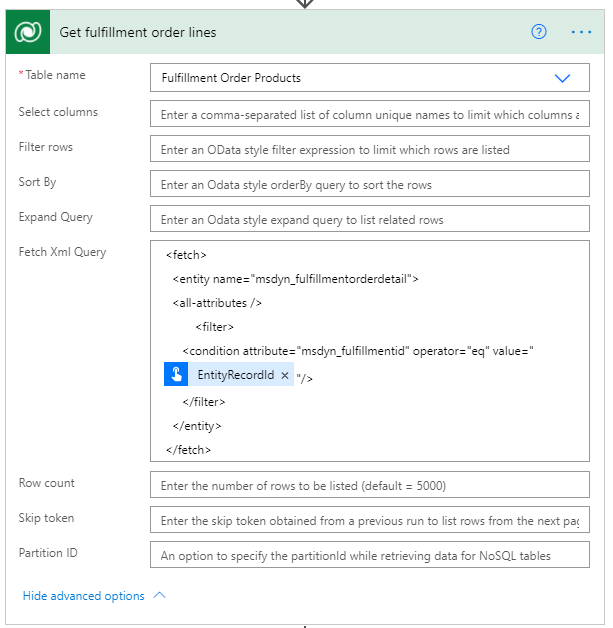 Get fulfillment order lines
* Table name
Fulfillment Order Products
Select columns
Enter a comma-separated list of column unique names to limit which columns a
Filter rows
Enter an OData style filter expression to limit which rows are listed
Sort By
Enter an Odata style orderBy query to sort the rows
Expand Query
Enter an Odata style expand query to list related rows
Fetch Xml Query
<fetch>
<entity name="msdyn_fulfillmentorderdetail">
<all-attributes />
<filter>
<condition attribute="msdyn_fulfillmentid" operator="eq" value="
EntityRecordId × "/>
</filter>
</entity>
</fetch>
Row count
Enter the number of rows to be listed (default = 5000)
Skip token
Enter the skip token obtained from a previous run to list rows from the next pag
Partition ID
An option to specify the partitionId while retrieving data for NoSQL tables
Hide advanced options